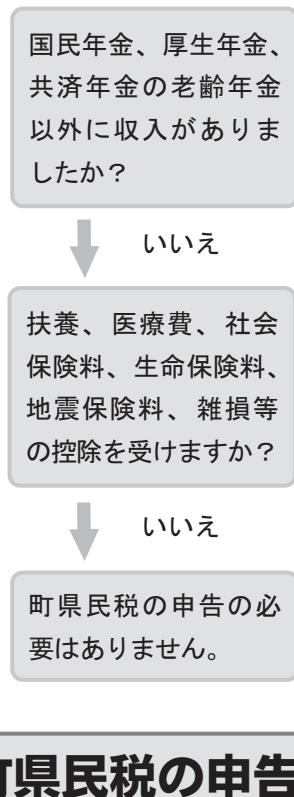 国民年金、厚生年金、
共済年金の老齢年金
以外に収入がありま
したか？
いいえ
扶養、医療費、社会
保険料、生命保険料、
地震保険料、雑損等
の控除を受けますか？
いいえ
町県民税の申告の必
要はありません。
町県民税の申告